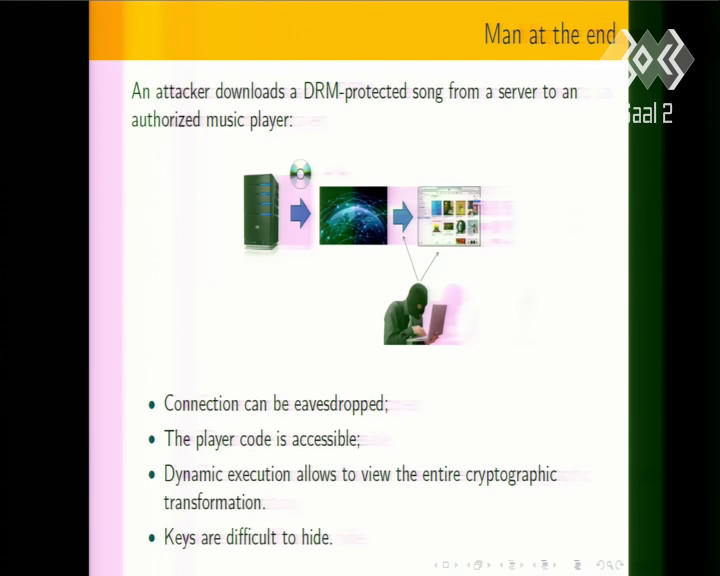 Man at the end
Saal 2
An attacker downloads a DRM-protected song from a server to an
authorized music player:
• Connection can be eavesdropped;
• The player code is accessible;
• Dynamic execution allows to view the entire cryptographic
transformation.
• Keys are difficult to hide.